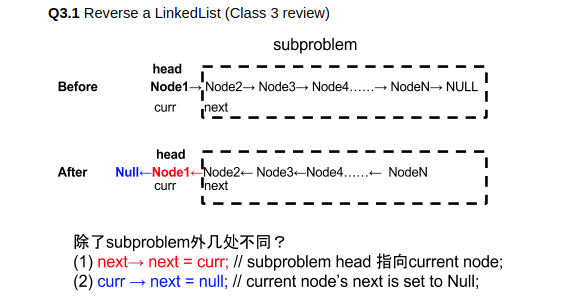 Q3.1 Reverse a LinkedList (Class 3 review)
subproblem
head
Before Node1→ Node2→ Node3→ Node4......→ NodeN→ NULL
curr next
head
After Null←Node1←Node2← Node3←Node4......← NodeN
curr next
除了subproblem外几处不同？
(1) next→ next = curr; // subproblem head 指向current node;
(2) curr → next = null; // current node's next is set to Null;